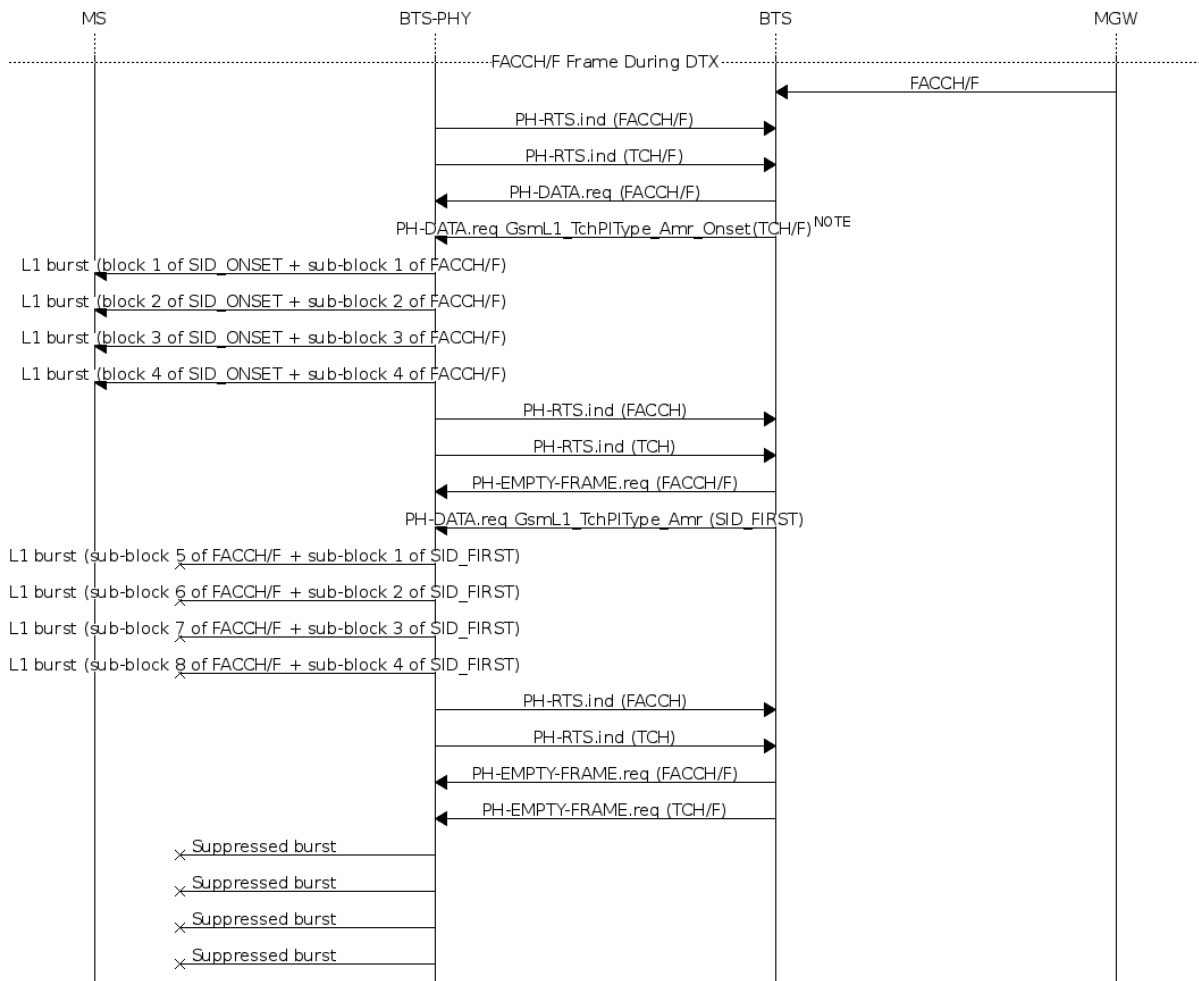 MS BTS-PHY BTS MGW
FACCH/F Frame During DTX
FACCH/F
PH-RTS.ind (FACCH/F)
PH-RTS.ind (TCH/F)
PH-DATA.req (FACCH/F)
PH-DATA.req GsmL1_TchPlType_Amr_Onset(TCH/F) NOTE
L1 burst (block 1 of SID_ONSET + sub-block 1 of FACCH/F)
L1 burst (block 2 of SID_ONSET + sub-block 2 of FACCH/F)
L1 burst (block 3 of SID_ONSET + sub-block 3 of FACCH/F)
L1 burst (block 4 of SID_ONSET + sub-block 4 of FACCH/F)
PH-RTS.ind (FACCH)
PH-RTS.ind (TCH)
PH-EMPTY-FRAME.req (FACCH/F)
PH-DATA.req GsmL1_TchPlType_Amr (SID_FIRST)
L1 burst (sub-block 5 of FACCH/F + sub-block 1 of SID_FIRST)
L1 burst (sub-block 6 of FACCH/F + sub-block 2 of SID_FIRST)
L1 burst (sub-block 7 of FACCH/F + sub-block 3 of SID_FIRST)
L1 burst (sub-block 8 of FACCH/F + sub-block 4 of SID_FIRST)
PH-RTS.ind (FACCH)
PH-RTS.ind (TCH)
PH-EMPTY-FRAME.req (FACCH/F)
PH-EMPTY-FRAME.req (TCH/F)
Suppressed burst
Suppressed burst
Suppressed burst
Suppressed burst